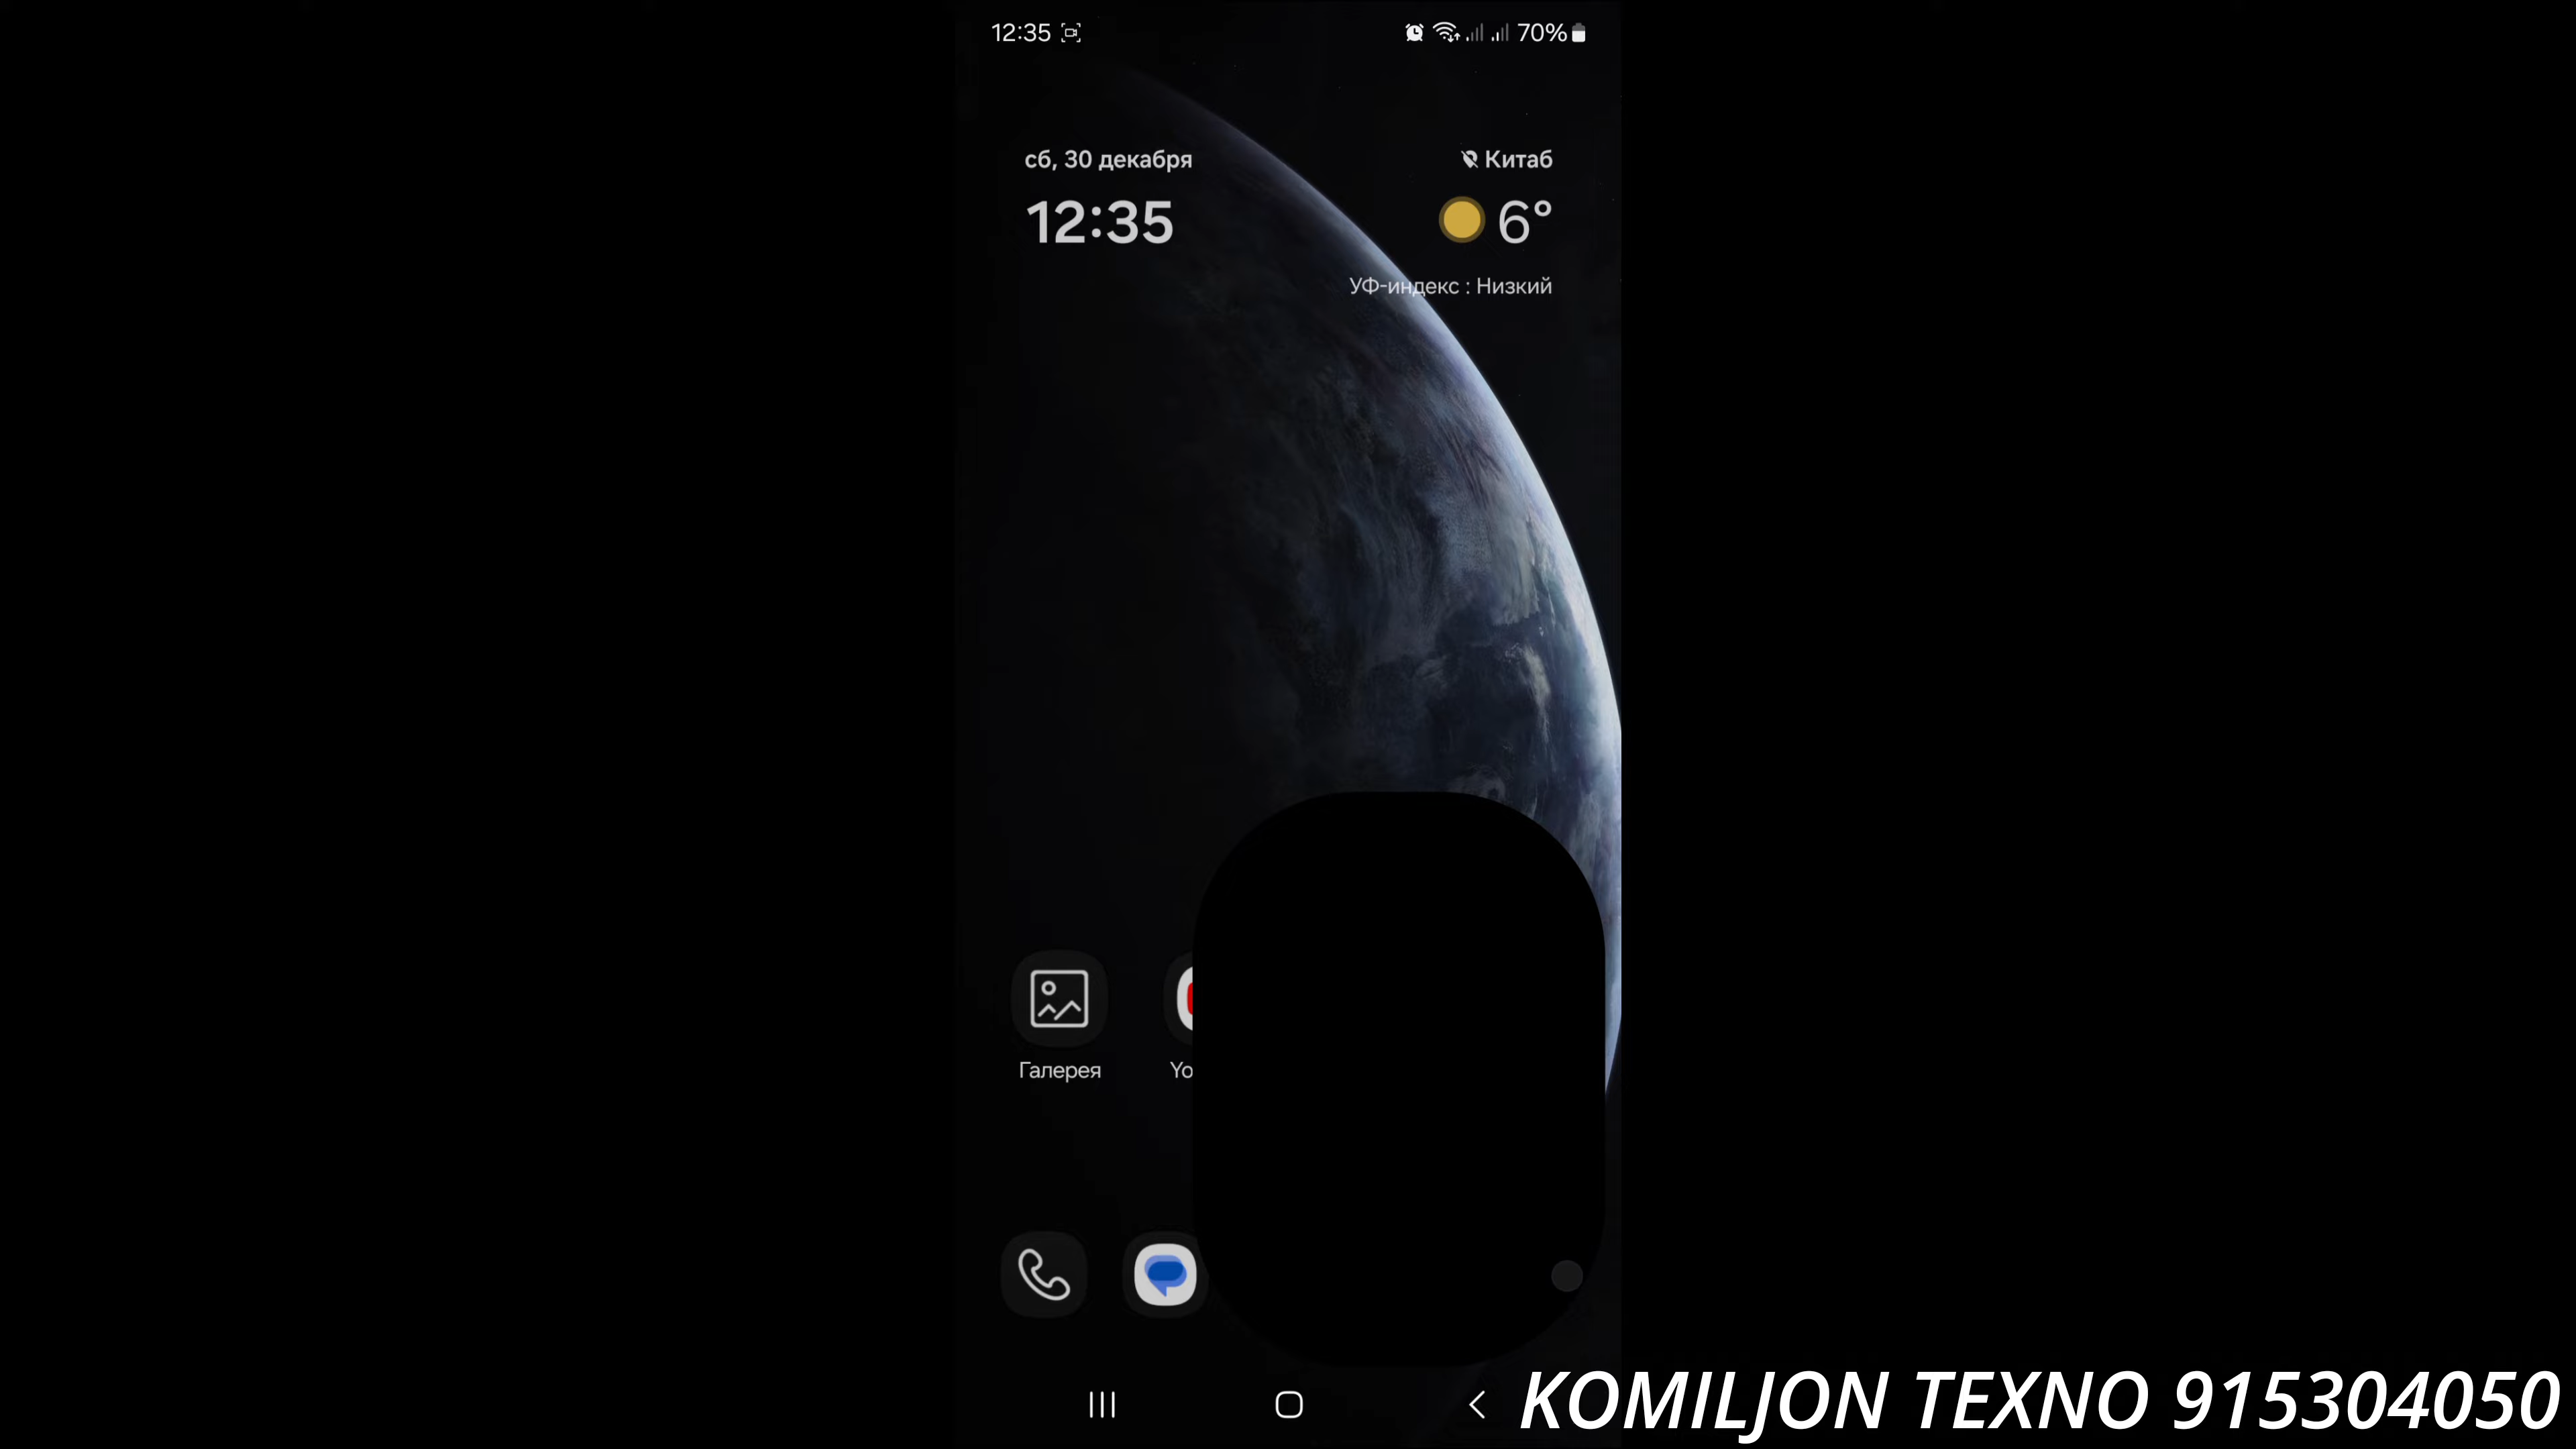 12:35
70%
сб, 30 декабря
Китаб
12:35
6°
УФ-индекс : Низкий
Галерея
Yo
KOMILJON TEXNO 915304050